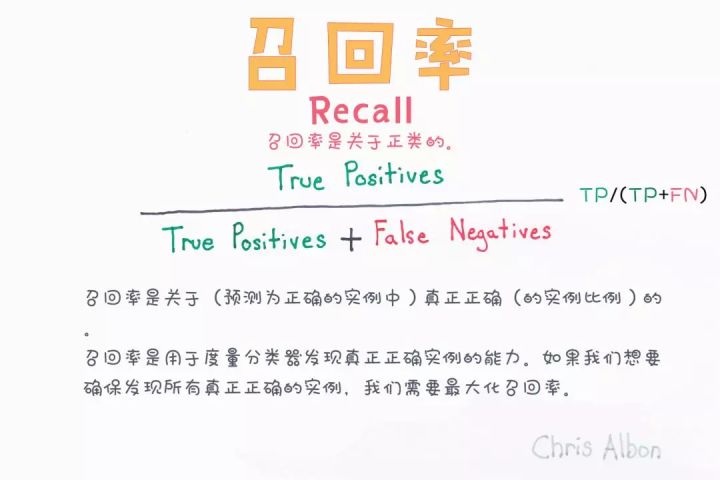 召回率
Recall
召回率是关于正类的。
True Positives
TP/(TP+FN)
True Positives + False Negatives
召回率是关于（预测为正确的实例中）真正正确（的实例比例）的
。
召回率是用于度量分类器发现真正正确实例的能力。如果我们想要
确保发现所有真正正确的实例，我们需要最大化召回率。
Chris Albon